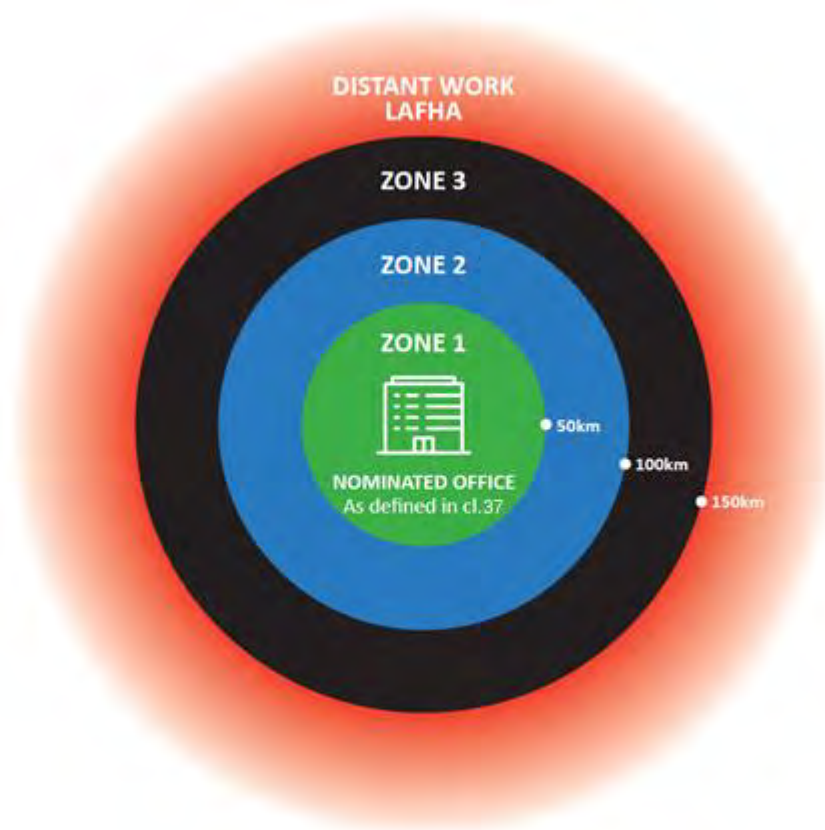 DISTANT WORK
LAFHA
ZONE 3
ZONE 2
ZONE 1
50km
100km
NOMINATED OFFICE
As defined in cl.37
150km